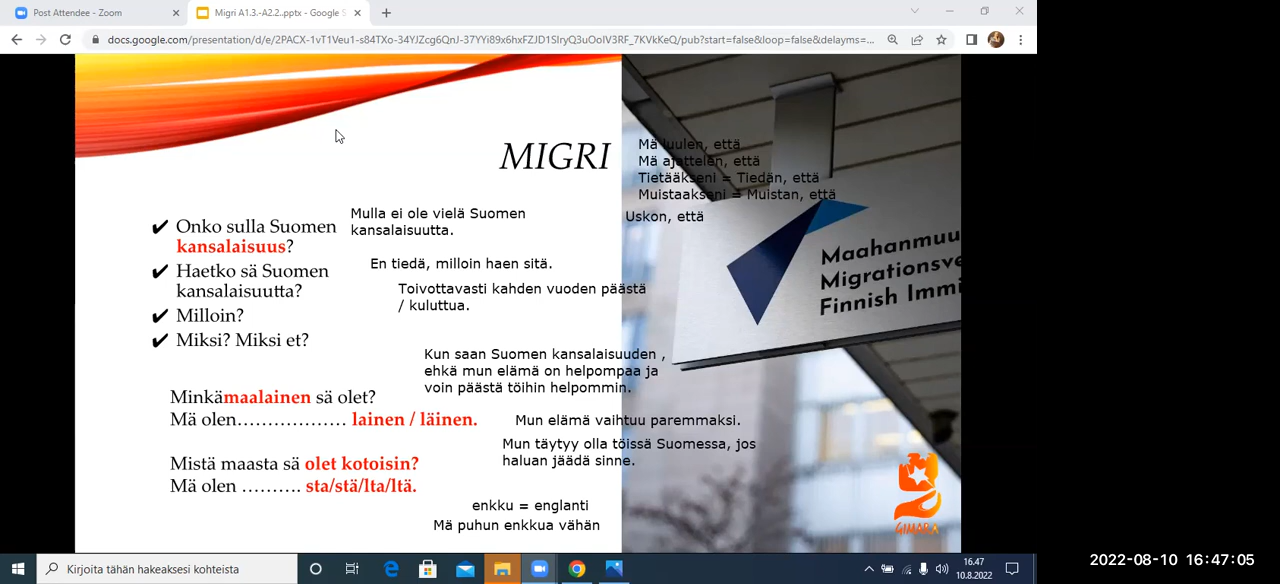 Post Attendee - Zoom
Migri A1.3.-A2.2..pptx - Google S
docs.google.com/presentation/d/e/2PACX-1vT1Veu1-s84TXo-34YJZcg6QnJ-37YYi89x6hxFZJD1SIryQ3uOoIV3RF_7KVkKeQ/pub?start=false&loop=false&delayms=...
MIGRI
Mä luulen, että
Mä ajattelen, että
Tietääkseni = Tiedän, että
Muistaakseni = Muistan, että
Uskon, että
Maahanmuu
Migrationsve
Finnish Immi
✔ Onko sulla Suomen
kansalaisuus?
Mulla ei ole vielä Suomen
kansalaisuutta.
✔ Haetko sä Suomen
kansalaisuutta?
En tiedä, milloin haen sitä.
Toivottavasti kahden vuoden päästä
/ kuluttua.
✔ Milloin?
✔ Miksi? Miksi et?
Kun saan Suomen kansalaisuuden ,
ehkä mun elämä on helpompaa ja
voin päästä töihin helpommin.
Minkämaalainen sä olet?
Mä olen……………… lainen / läinen.
Mun elämä vaihtuu paremmaksi.
Mun täytyy olla töissä Suomessa, jos
haluan jäädä sinne.
Mistä maasta sä olet kotoisin?
Mä olen ………. sta/stä/lta/ltä.
enkku = englanti
Mä puhun enkkua vähän
GIMARA
Kirjoita tähän hakeaksesi kohteista
16.47
10.8.2022
2022-08-10 16:47:05